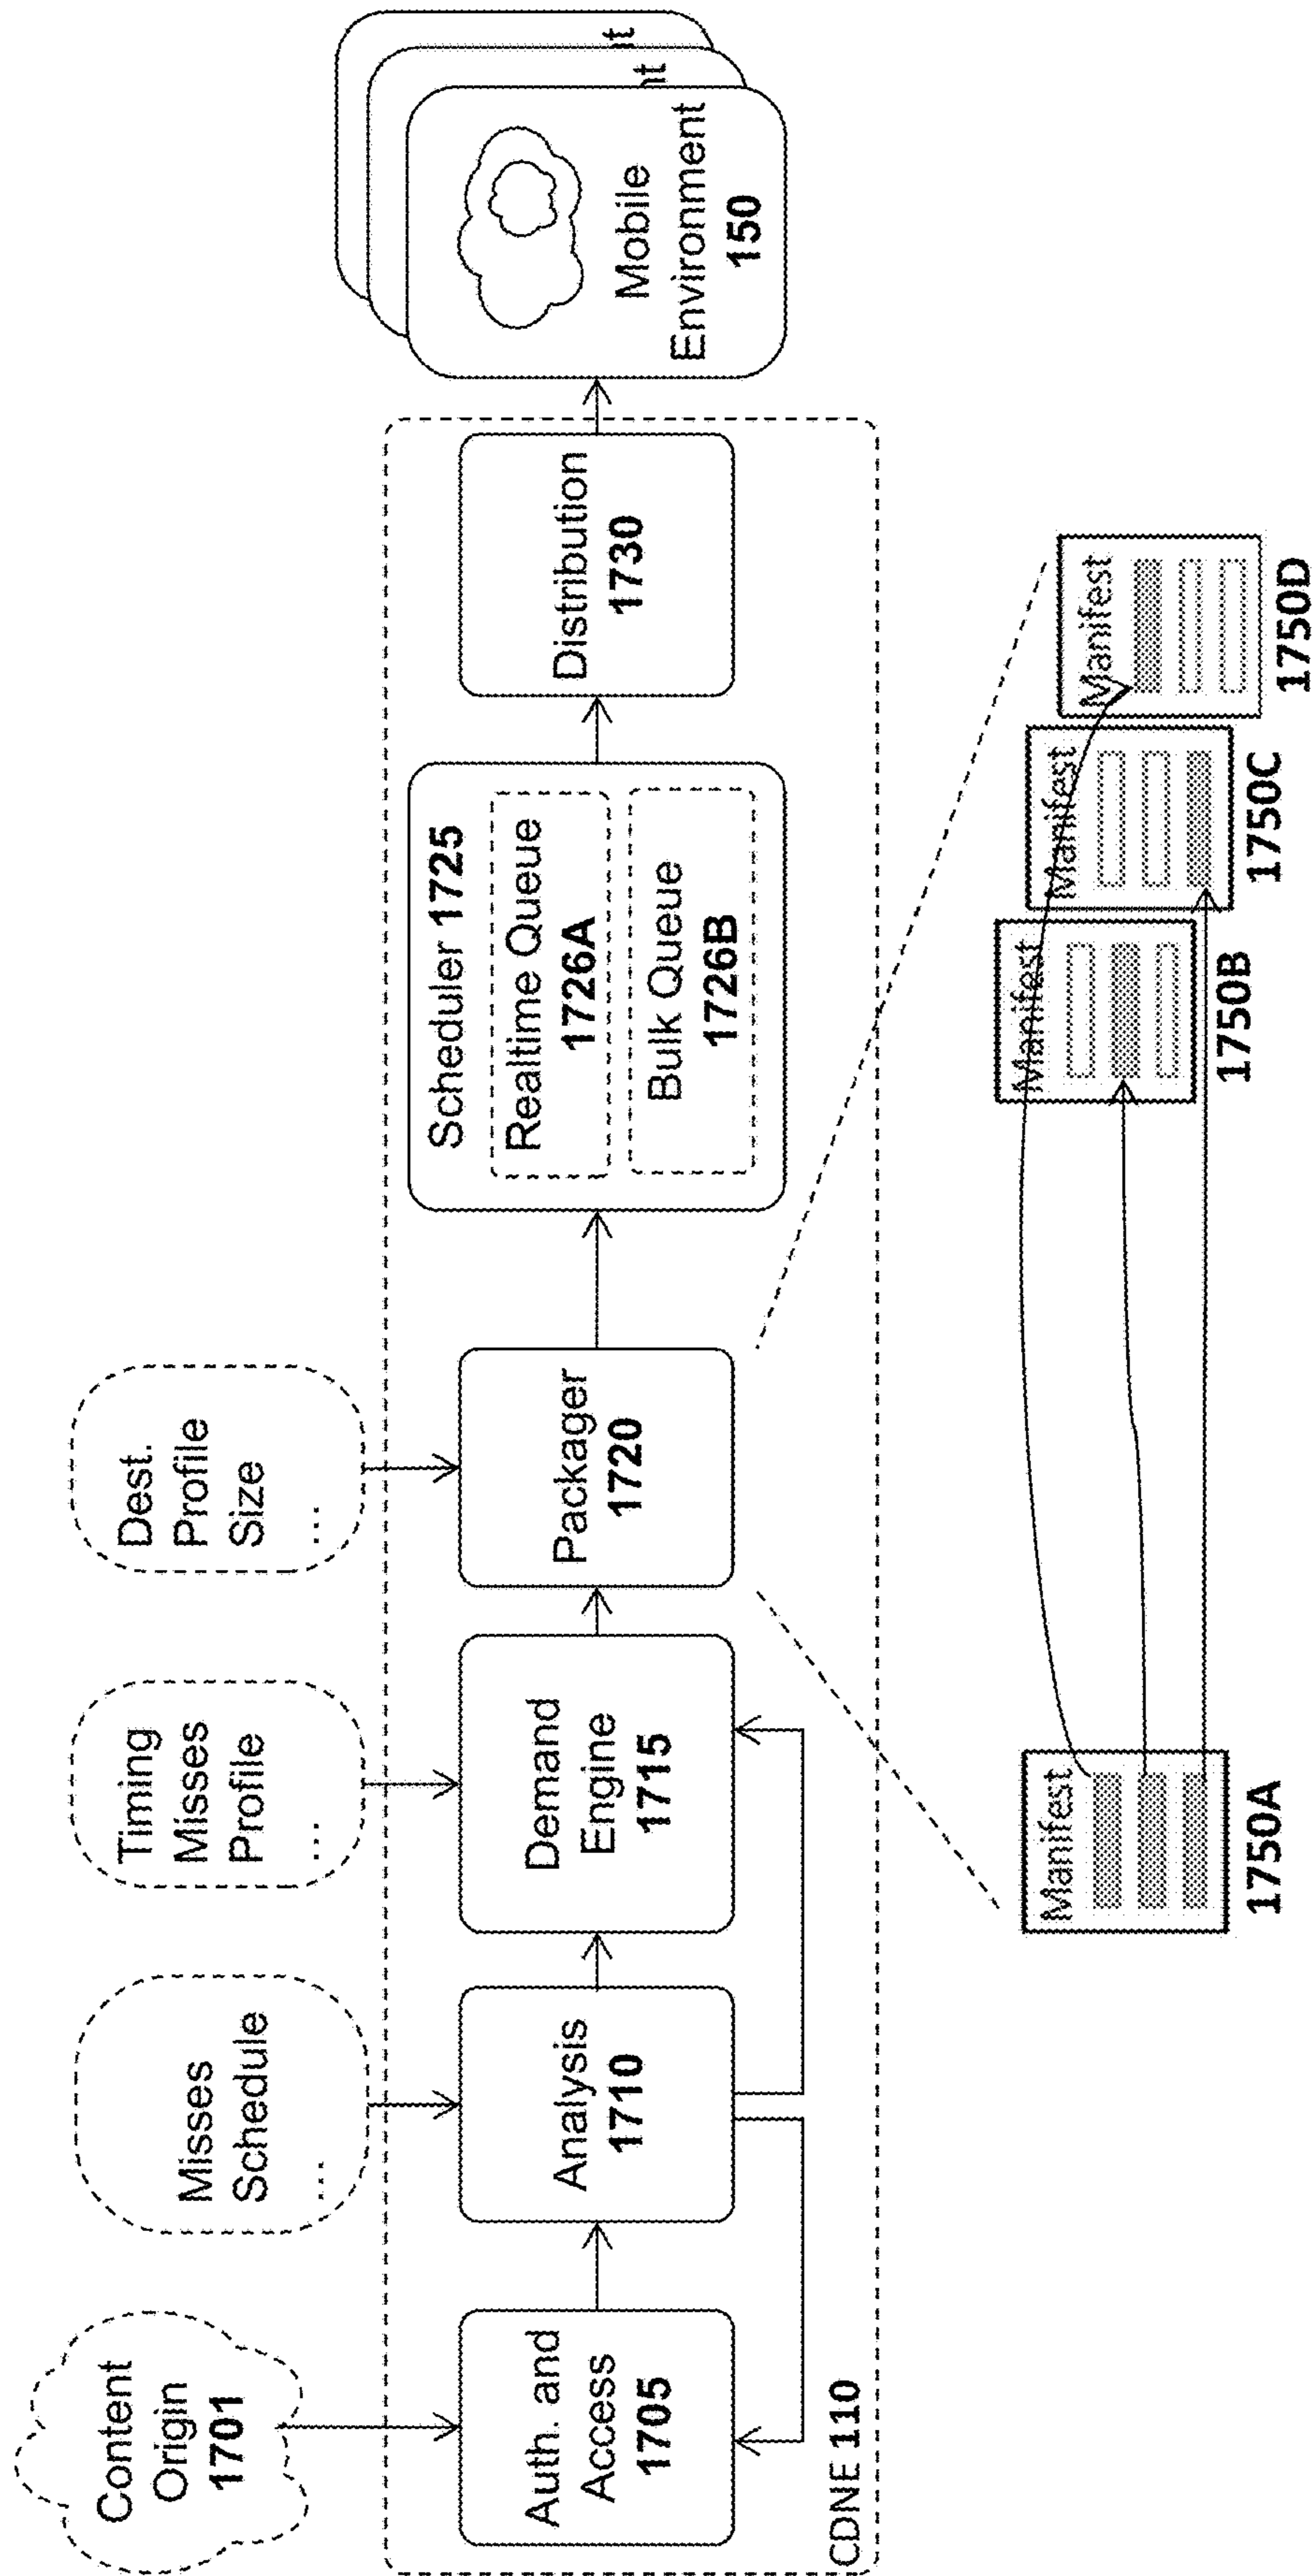 Content
Origin
1701
Misses
Schedule
...
Timing
Misses
Profile
...
Dest.
Profile
Size
...
Auth. and
Access
1705
Analysis
1710
Demand
Engine
1715
Packager
1720
Scheduler 1725
Realtime Queue
1726A
Bulk Queue
1726B
Distribution
1730
Mobile
Environment
150
nt
nt
CDNE 110
Manifest
1750A
Manifest
1750B
Manifest
1750C
Manifest
1750D